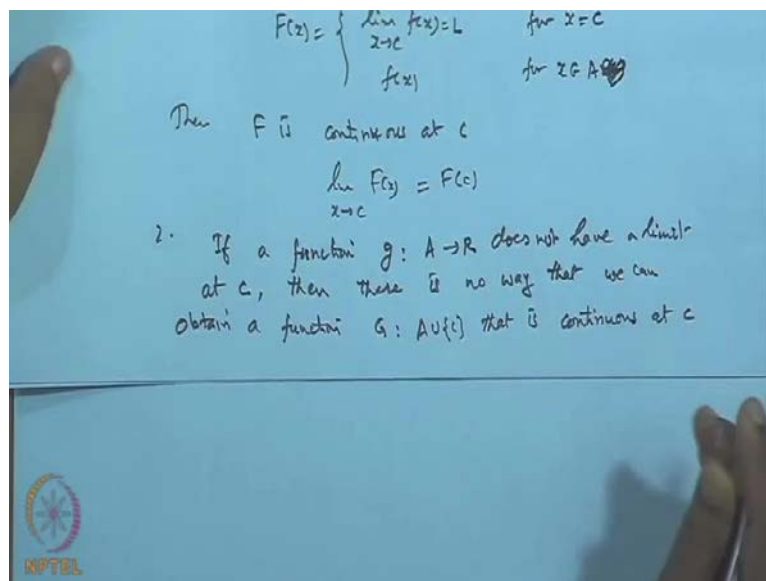 F(x) = { lim x→c f(x) = L for x = c
f(x) for x ∈ A
Then F is continuous at c
lim x→c F(x) = F(c)
2. If a function g: A → R does not have a limit
at c, then there is no way that we can
obtain a function G: A∪{c} that is continuous at c
NPTEL